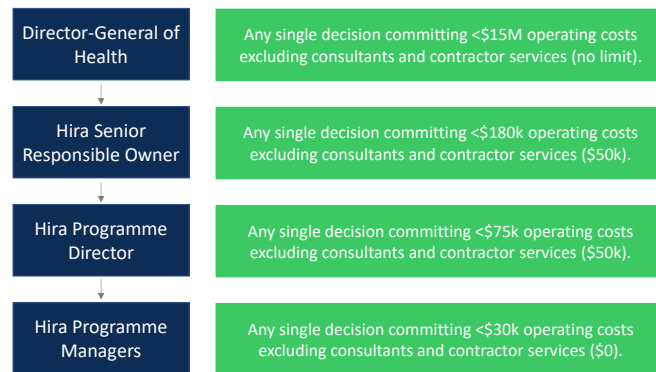 Director-General of
Health
Any single decision committing <$15M operating costs
excluding consultants and contractor services (no limit).
Hira Senior
Responsible Owner
Any single decision committing <$180k operating costs
excluding consultants and contractor services ($50k).
Hira Programme
Director
Any single decision committing <$75k operating costs
excluding consultants and contractor services ($50k).
Hira Programme
Managers
Any single decision committing <$30k operating costs
excluding consultants and contractor services ($0).